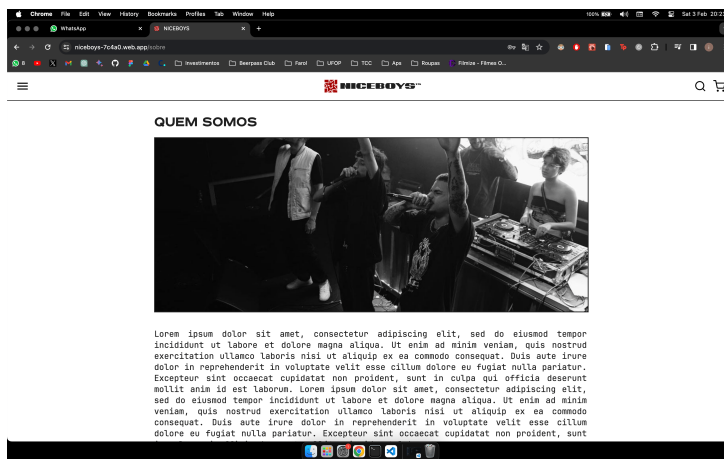 Chrome File Edit View History Bookmarks Profiles Tab Window Help
100% Sat 3 Feb 20:23
WhatsApp
NICEBOYS
niceboys-7c4a0.web.app/sobre
8
Investimentos Beerpass Club Farol UFOP TCC Aps Roupas Filmize - Filmes O...
NICEBOYS™
QUEM SOMOS
Lorem ipsum dolor sit amet, consectetur adipiscing elit, sed do eiusmod tempor
incididunt ut labore et dolore magna aliqua. Ut enim ad minim veniam, quis nostrud
exercitation ullamco laboris nisi ut aliquip ex ea commodo consequat. Duis aute irure
dolor in reprehenderit in voluptate velit esse cillum dolore eu fugiat nulla pariatur.
Excepteur sint occaecat cupidatat non proident, sunt in culpa qui officia deserunt
mollit anim id est laborum. Lorem ipsum dolor sit amet, consectetur adipiscing elit,
sed do eiusmod tempor incididunt ut labore et dolore magna aliqua. Ut enim ad minim
veniam, quis nostrud exercitation ullamco laboris nisi ut aliquip ex ea commodo
consequat. Duis aute irure dolor in reprehenderit in voluptate velit esse cillum
dolore eu fugiat nulla pariatur. Excepteur sint occaecat cupidatat non proident, sunt